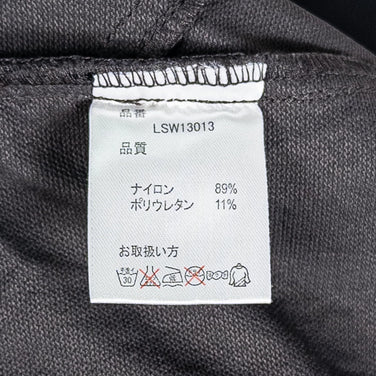 品番
LSW13013
品質
ナイロン 89%
ポリウレタン 11%
お取扱い方
30